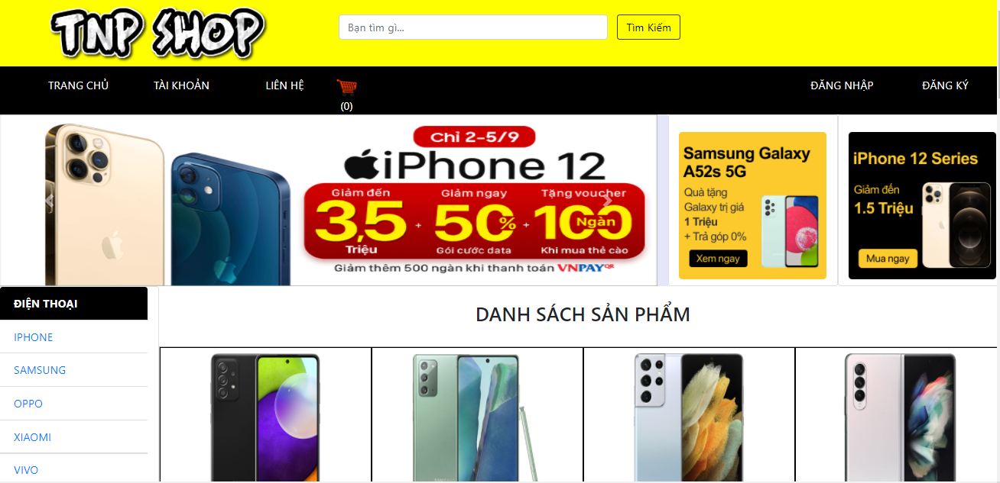 TNP SHOP
Bạn tìm gì...
Tìm Kiếm
TRANG CHỦ
TÀI KHOẢN
LIÊN HỆ
(0)
ĐĂNG NHẬP
ĐĂNG KÝ
Chỉ 2-5/9
iPhone 12
Giảm đến
3,5
Triệu
+
Giảm ngay
50%
Gói cước data
+
Tặng voucher
100 Ngàn
Khi mua thẻ cào
Giảm thêm 500 ngàn khi thanh toán VNPAYQR
Samsung Galaxy
A52s 5G
Quà tặng
Galaxy trị giá
1 Triệu
+ Trả góp 0%
Xem ngay
iPhone 12 Series
Giảm đến
1.5 Triệu
Mua ngay
ĐIỆN THOẠI
IPHONE
SAMSUNG
OPPO
XIAOMI
VIVO
DANH SÁCH SẢN PHẨM